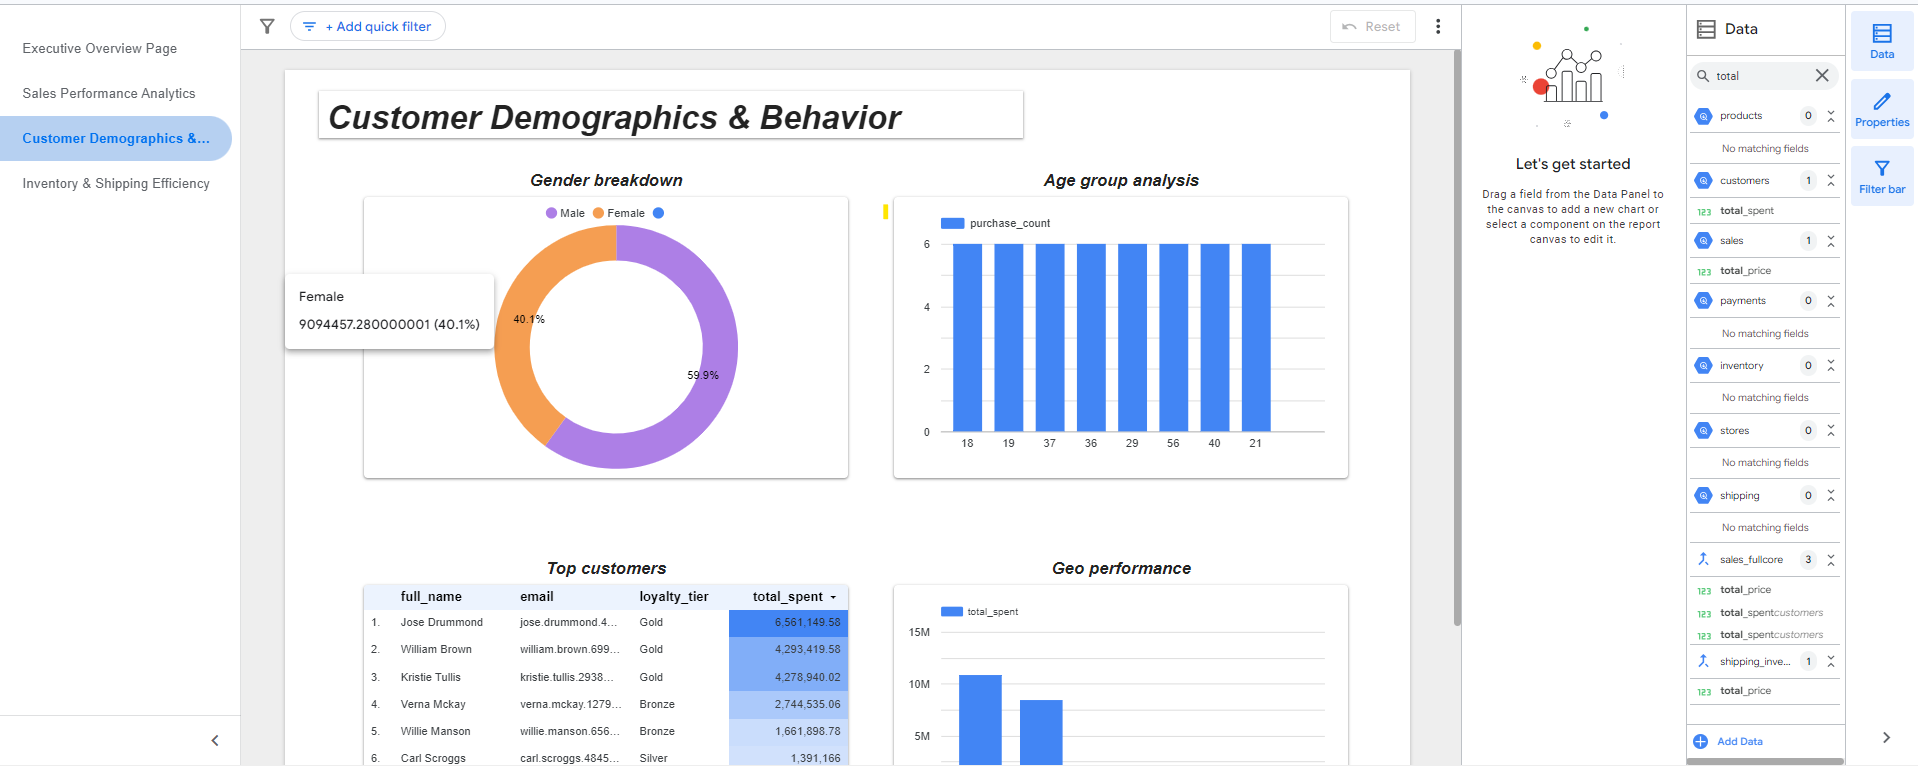 Executive Overview Page
Sales Performance Analytics
Customer Demographics &...
Inventory & Shipping Efficiency
+ Add quick filter
Reset
Customer Demographics & Behavior
Gender breakdown
Male Female
Female
9094457.280000001 (40.1%)
40.1%
59.9%
Age group analysis
purchase_count
6
4
2
0
18 19 37 36 29 56 40 21
Top customers
full_name email loyalty_tier total_spent
1. Jose Drummond jose.drummond.4... Gold 6,561,149.58
2. William Brown william.brown.699... Gold 4,293,419.58
3. Kristie Tullis kristie.tullis.2938... Gold 4,278,940.02
4. Verna Mckay verna.mckay.1279... Bronze 2,744,535.06
5. Willie Manson willie.manson.656... Bronze 1,661,898.78
6. Carl Scroggs carl.scroggs.4845... Silver 1,391,166
Geo performance
total_spent
15M
10M
5M
Let's get started
Drag a field from the Data Panel to
the canvas to add a new chart or
select a component on the report
canvas to edit it.
Data
total
products 0
No matching fields
customers 1
123 total_spent
sales 1
123 total_price
payments 0
No matching fields
inventory 0
No matching fields
stores 0
No matching fields
shipping 0
No matching fields
sales_fullcore 3
123 total_price
123 total_spentcustomers
123 total_spentcustomers
shipping_inve... 1
123 total_price
Add Data
Data
Properties
Filter bar